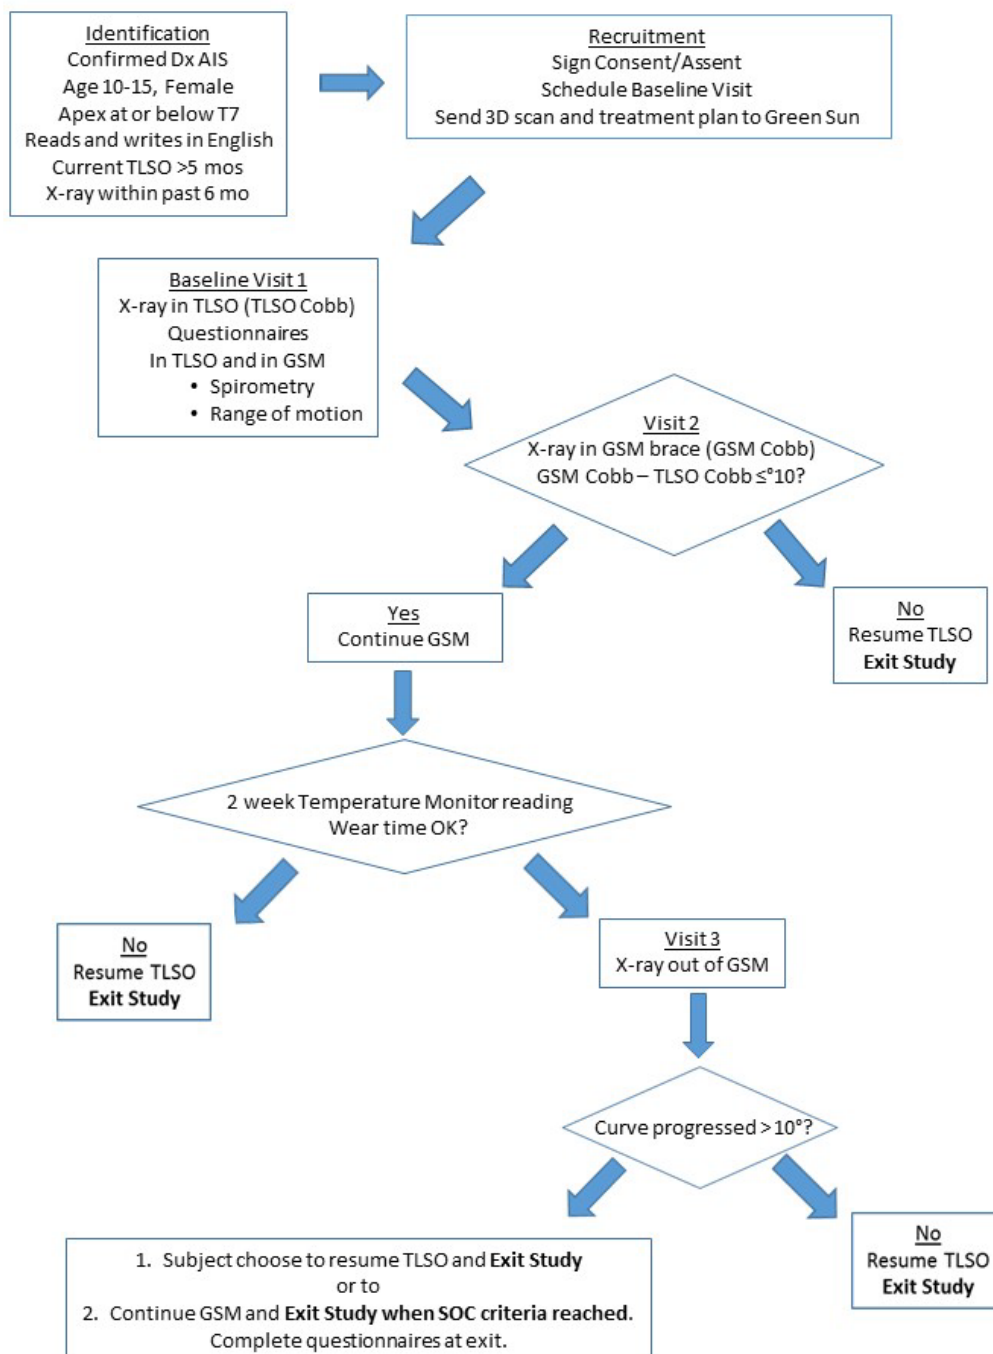 Identification
Confirmed Dx AIS
Age 10-15, Female
Apex at or below T7
Reads and writes in English
Current TLSO >5 mos
X-ray within past 6 mo
Recruitment
Sign Consent/Assent
Schedule Baseline Visit
Send 3D scan and treatment plan to Green Sun
Baseline Visit 1
X-ray in TLSO (TLSO Cobb)
Questionnaires
In TLSO and in GSM
• Spirometry
• Range of motion
Visit 2
X-ray in GSM brace (GSM Cobb)
GSM Cobb – TLSO Cobb ≤°10?
Yes
Continue GSM
No
Resume TLSO
Exit Study
2 week Temperature Monitor reading
Wear time OK?
No
Resume TLSO
Exit Study
Visit 3
X-ray out of GSM
Curve progressed >10°?
No
Resume TLSO
Exit Study
1. Subject choose to resume TLSO and Exit Study
or to
2. Continue GSM and Exit Study when SOC criteria reached.
Complete questionnaires at exit.